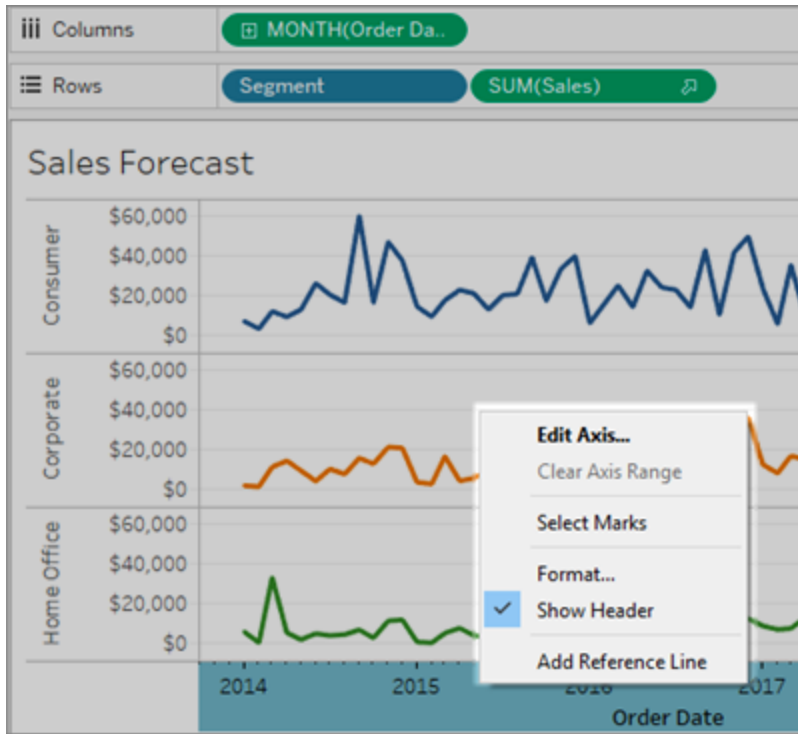 Columns
MONTH(Order Da..
Rows
Segment
SUM(Sales)
Sales Forecast
Consumer
$60,000
$40,000
$20,000
$0
Corporate
$60,000
$40,000
$20,000
$0
Home Office
$60,000
$40,000
$20,000
$0
Edit Axis...
Clear Axis Range
Select Marks
Format...
Show Header
Add Reference Line
2014
2015
2016
2017
Order Date